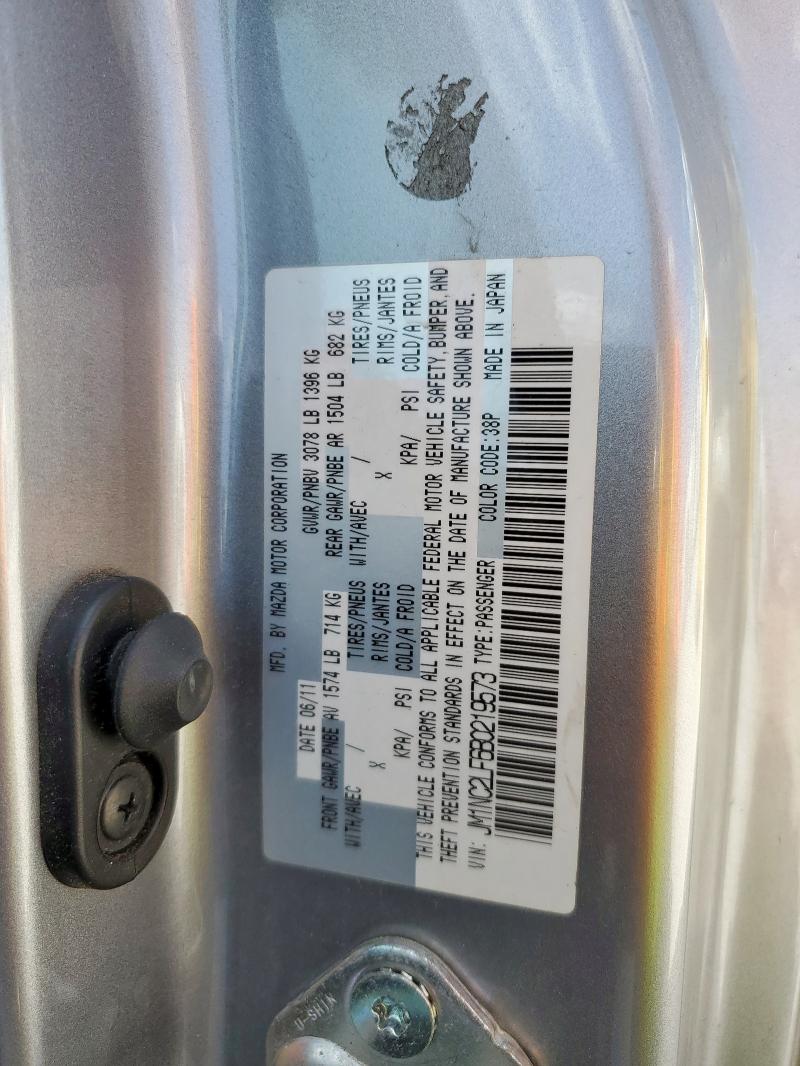 MFD. BY MAZDA MOTOR CORPORATION
DATE 06/11 GVWR/PNBV 3078 LB 1396 KG
FRONT GAWR/PNBE AV 1574 LB 714 KG REAR GAWR/PNBE AR 1504 LB 682 KG
WITH/AVEC / TIRES/PNEUS WITH/AVEC / TIRES/PNEUS
X RIMS/JANTES X RIMS/JANTES
KPA/ PSI COLD/A FROID KPA/ PSI COLD/A FROID
THIS VEHICLE CONFORMS TO ALL APPLICABLE FEDERAL MOTOR VEHICLE SAFETY, BUMPER, AND
THEFT PREVENTION STANDARDS IN EFFECT ON THE DATE OF MANUFACTURE SHOWN ABOVE.
VIN: JM1NC2LF6B0219573 TYPE:PASSENGER COLOR CODE:38P MADE IN JAPAN
U-SHIN